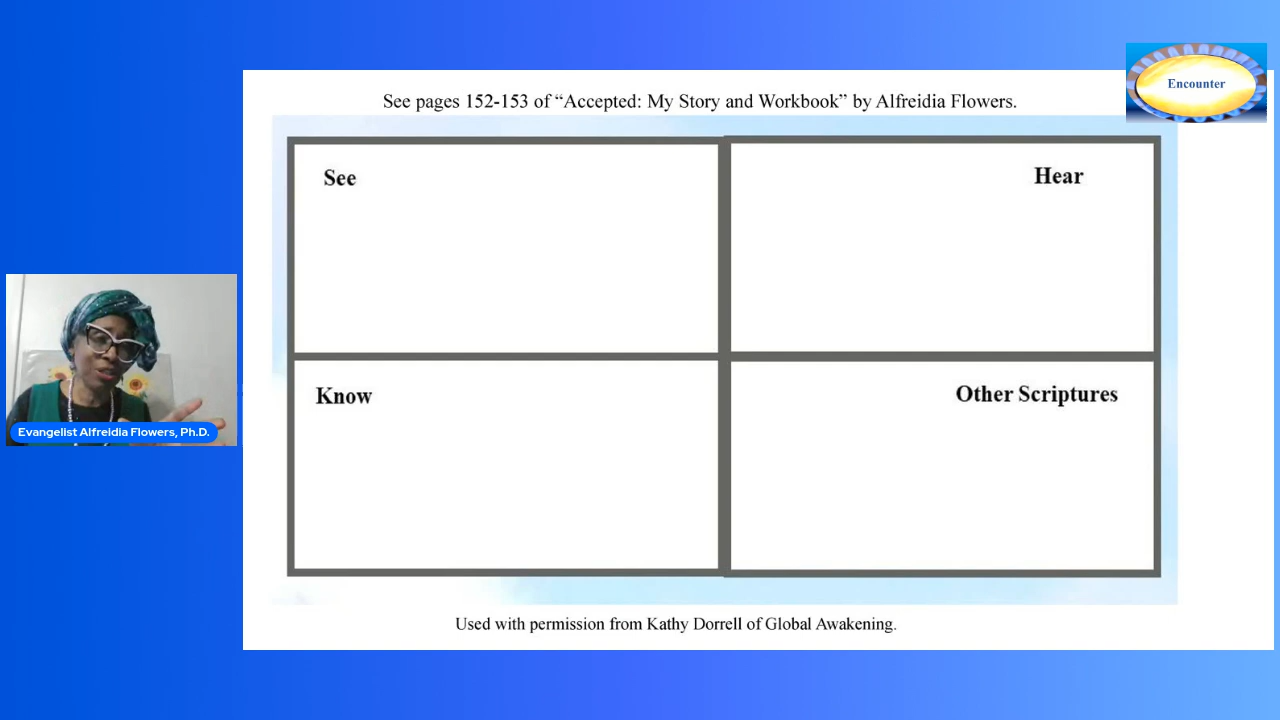 Encounter
See pages 152-153 of “Accepted: My Story and Workbook” by Alfreidia Flowers.
See
Hear
Know
Other Scriptures
Evangelist Alfreidia Flowers, Ph.D.
Used with permission from Kathy Dorrell of Global Awakening.